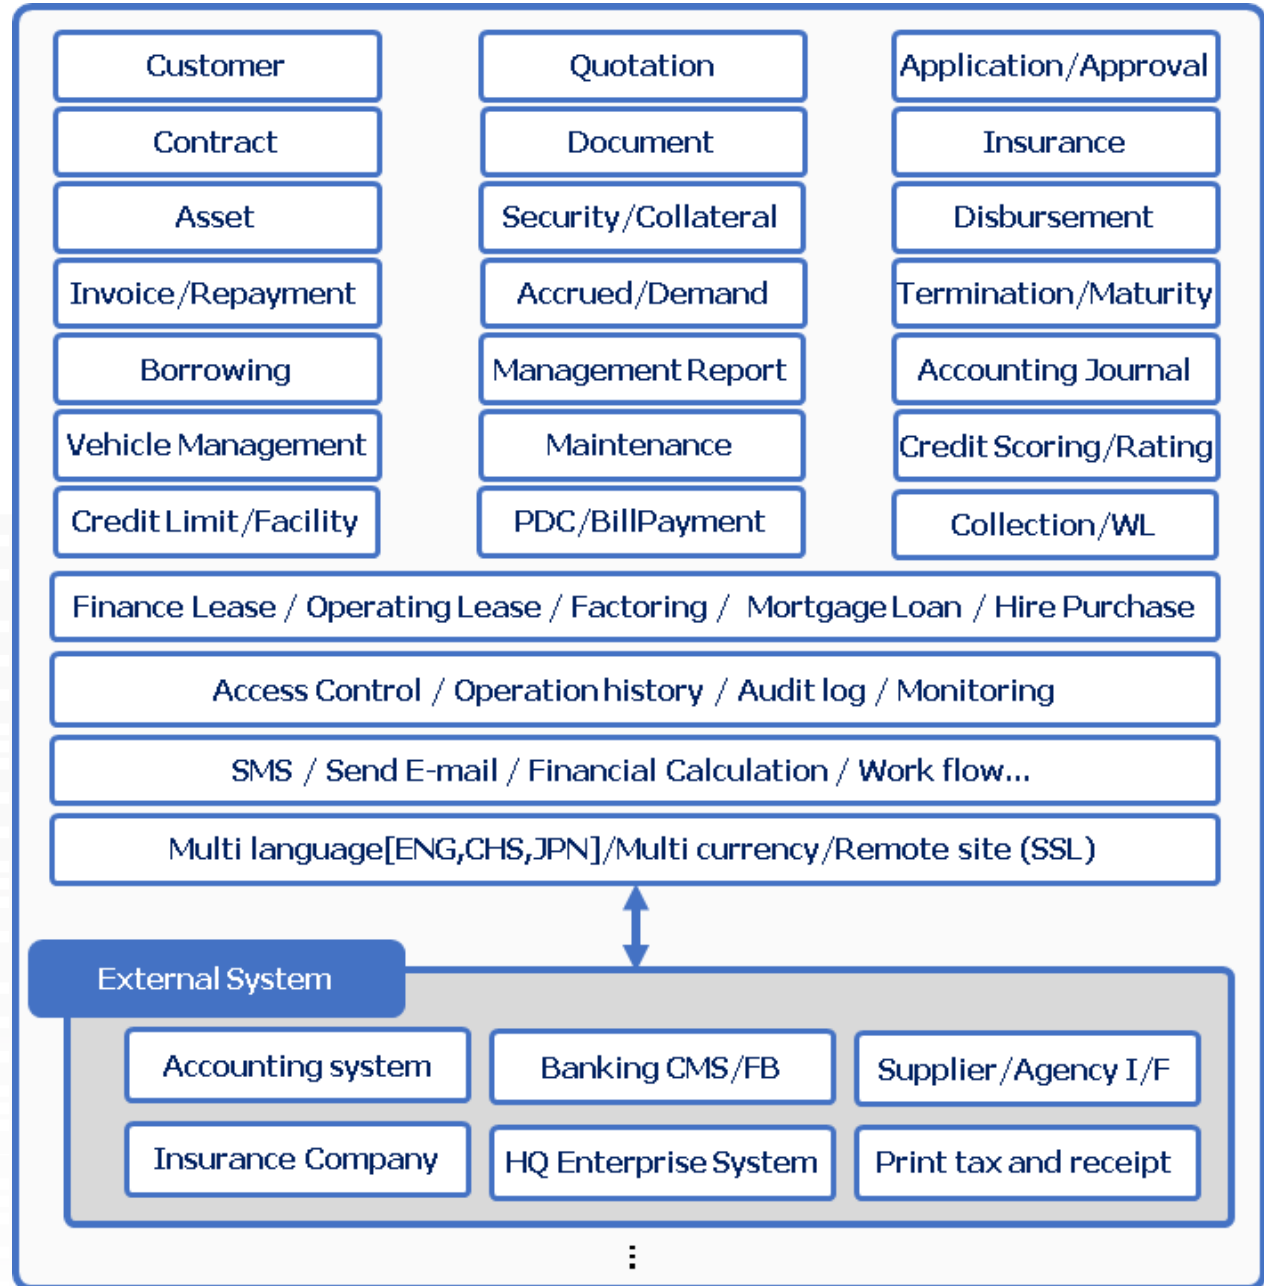 Customer
Quotation
Application/Approval
Contract
Document
Insurance
Asset
Security/Collateral
Disbursement
Invoice/Repayment
Accrued/Demand
Termination/Maturity
Borrowing
Management Report
Accounting Journal
Vehicle Management
Maintenance
Credit Scoring/Rating
Credit Limit/Facility
PDC/BillPayment
Collection/WL
Finance Lease / Operating Lease / Factoring / Mortgage Loan / Hire Purchase
Access Control / Operation history / Audit log / Monitoring
SMS / Send E-mail / Financial Calculation / Work flow...
Multi language[ENG,CHS,JPN]/Multi currency/Remote site (SSL)
External System
Accounting system
Banking CMS/FB
Supplier/Agency I/F
Insurance Company
HQ Enterprise System
Print tax and receipt
⋮